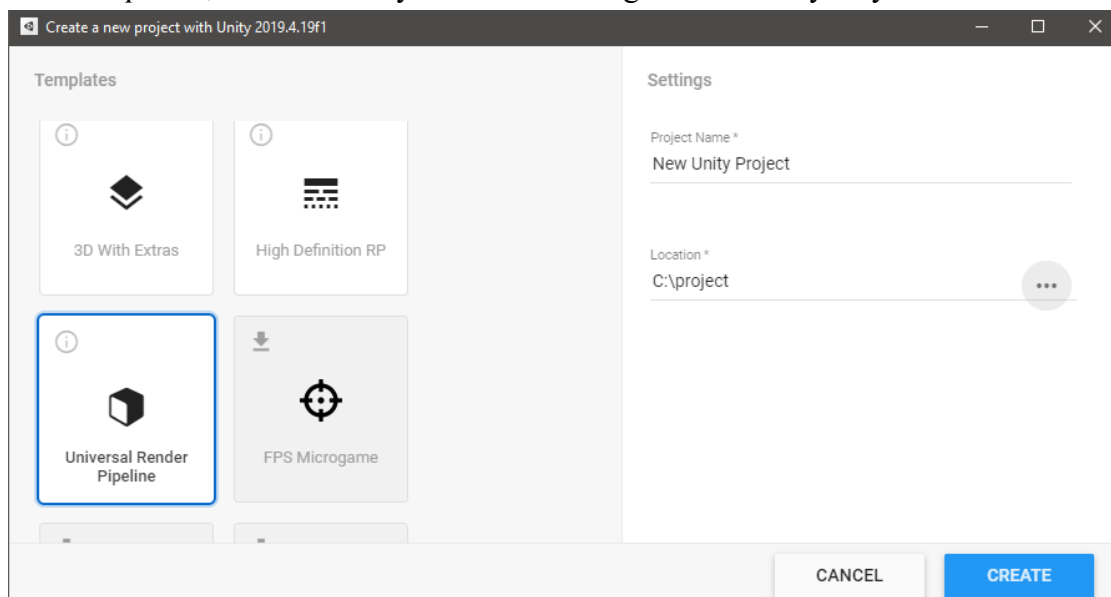 Create a new project with Unity 2019.4.19f1
Templates
Settings
3D With Extras
High Definition RP
Universal Render
Pipeline
FPS Microgame
Project Name *
New Unity Project
Location *
C:\project
...
CANCEL
CREATE